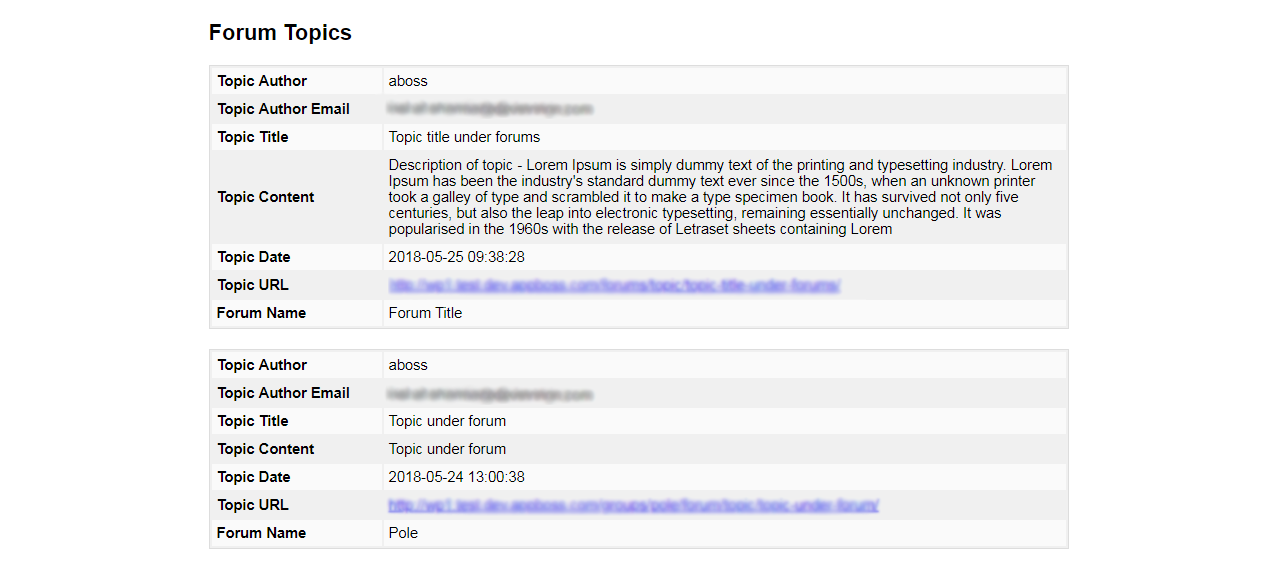 Forum Topics
Topic Author aboss
Topic Author Email
Topic Title Topic title under forums
Topic Content Description of topic - Lorem Ipsum is simply dummy text of the printing and typesetting industry. Lorem
Ipsum has been the industry's standard dummy text ever since the 1500s, when an unknown printer
took a galley of type and scrambled it to make a type specimen book. It has survived not only five
centuries, but also the leap into electronic typesetting, remaining essentially unchanged. It was
popularised in the 1960s with the release of Letraset sheets containing Lorem
Topic Date 2018-05-25 09:38:28
Topic URL
Forum Name Forum Title
Topic Author aboss
Topic Author Email
Topic Title Topic under forum
Topic Content Topic under forum
Topic Date 2018-05-24 13:00:38
Topic URL
Forum Name Pole